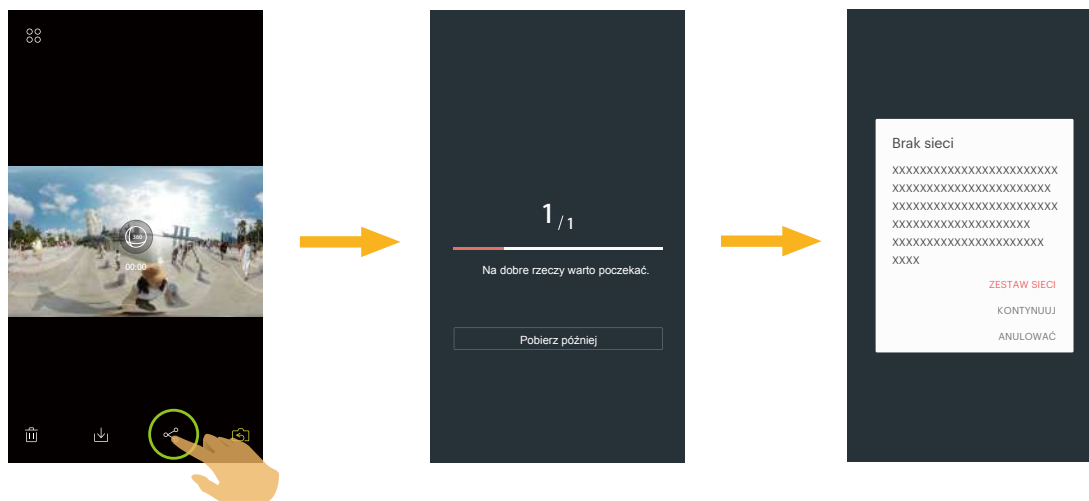 360
00:00
1/1
Na dobre rzeczy warto poczekać.
Pobierz później
Brak sieci
XXXXXXXXXXXXXXXXXXXXXXXX
XXXXXXXXXXXXXXXXXXXXXXX
XXXXXXXXXXXXXXXXXXXXXXXX
XXXXXXXXXXXXXXXXXXXX
XXXXXXXXXXXXXXXXXXXXXX
XXXX
ZESTAW SIECI
KONTYNUUJ
ANULOWAĆ